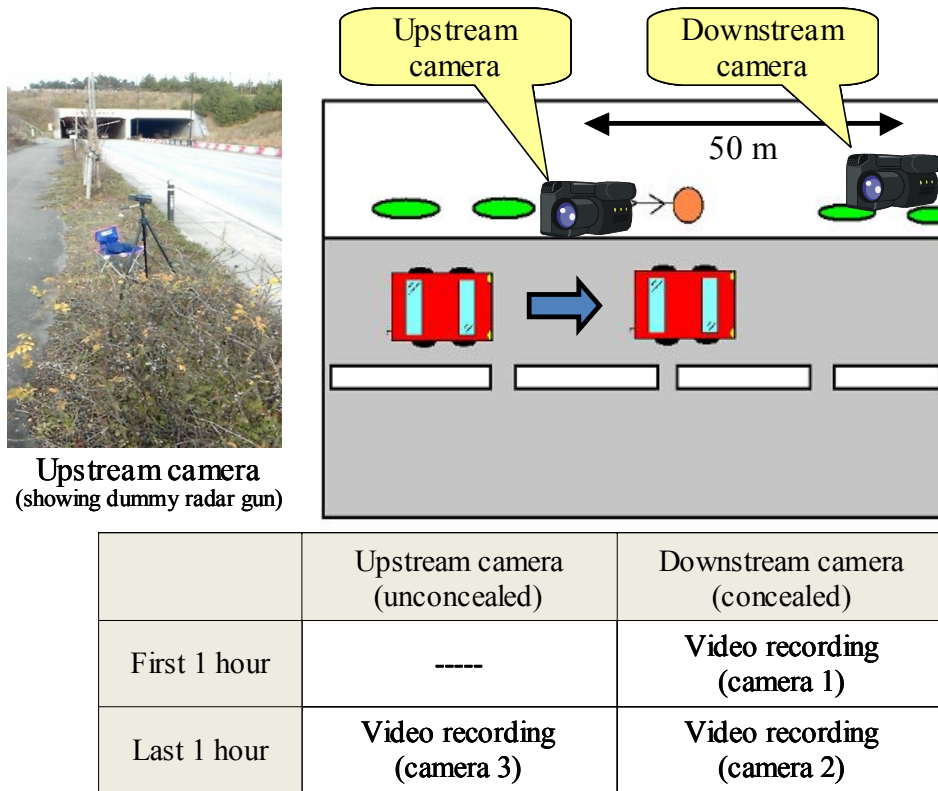 Upstream
camera
Downstream
camera
50 m
Upstream camera
(showing dummy radar gun)
Upstream camera
(unconcealed)
Downstream camera
(concealed)
First 1 hour
-----
Video recording
(camera 1)
Last 1 hour
Video recording
(camera 3)
Video recording
(camera 2)